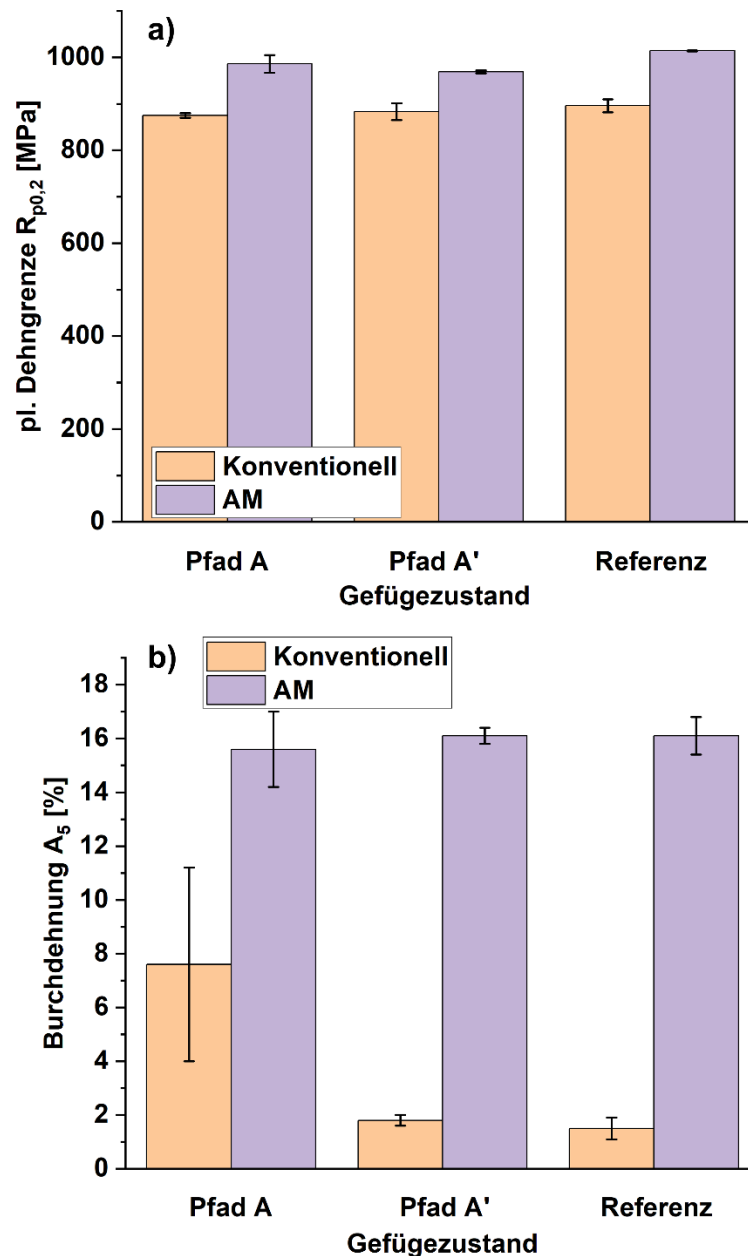 a)
pl. Dehngrenze Rp0,2 [MPa]
1000
800
600
400
200
0
Konventionell
AM
Pfad A
Pfad A'
Referenz
Gefügezustand
b)
Konventionell
AM
Burchdehnung A5 [%]
18
16
14
12
10
8
6
4
2
0
Pfad A
Pfad A'
Referenz
Gefügezustand